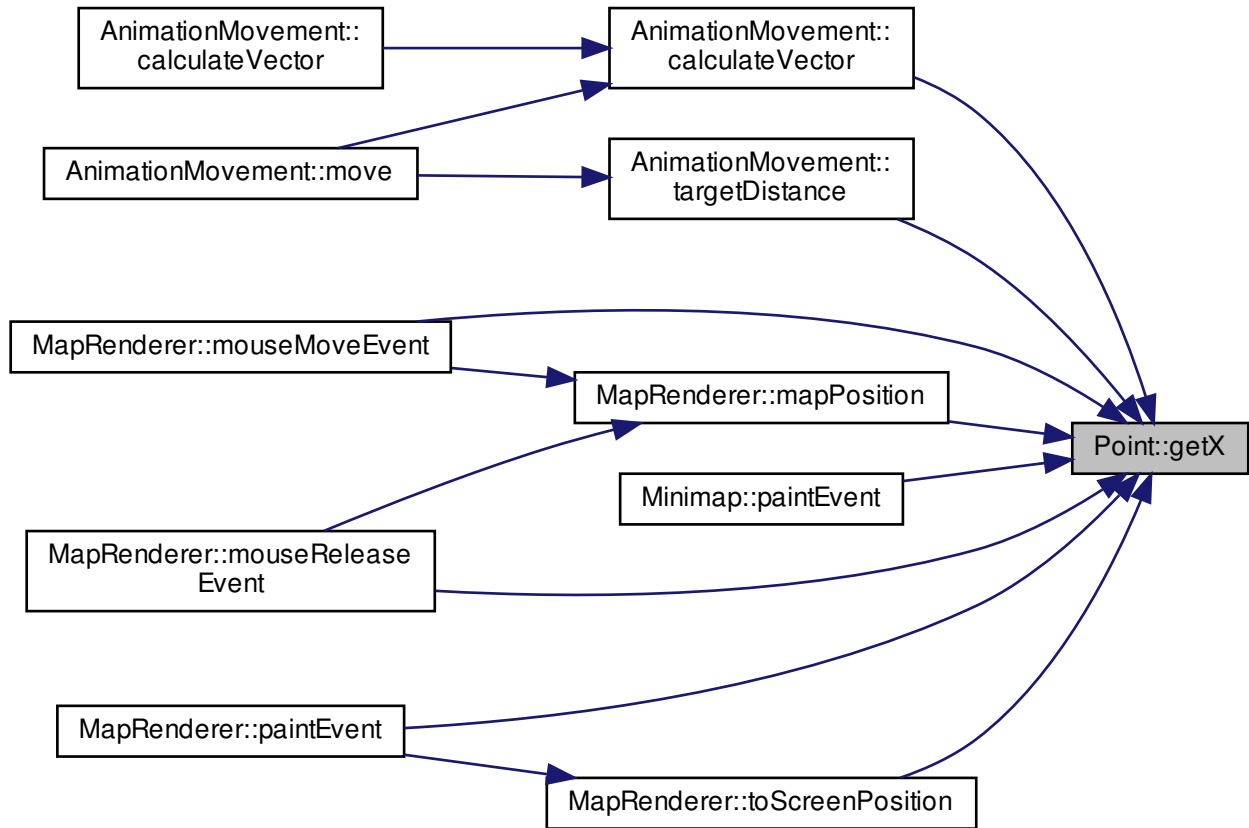 AnimationMovement::
calculateVector
AnimationMovement::
calculateVector
AnimationMovement::move
AnimationMovement::
targetDistance
MapRenderer::mouseMoveEvent
MapRenderer::mapPosition
Point::getX
Minimap::paintEvent
MapRenderer::mouseRelease
Event
MapRenderer::paintEvent
MapRenderer::toScreenPosition